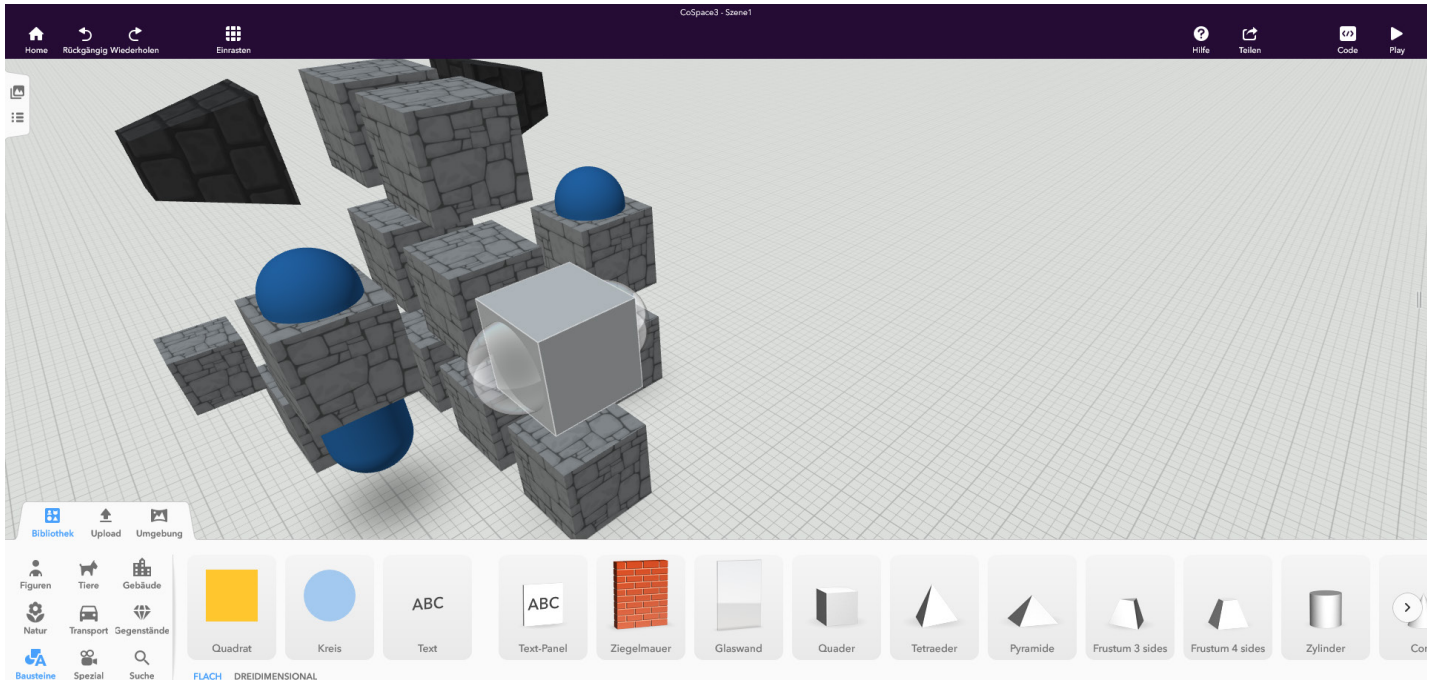 CoSpace3 - Szene1
Home Rückgängig Wiederholen Einrasten Hilfe Teilen Code Play
Bibliothek Upload Umgebung
Figuren Tiere Gebäude
Natur Transport Gegenstände
Bausteine Spezial Suche
ABC ABC
Quadrat Kreis Text Text-Panel Ziegelmauer Glaswand Quader Tetraeder Pyramide Frustum 3 sides Frustum 4 sides Zylinder Cor
FLACH DREIDIMENSIONAL